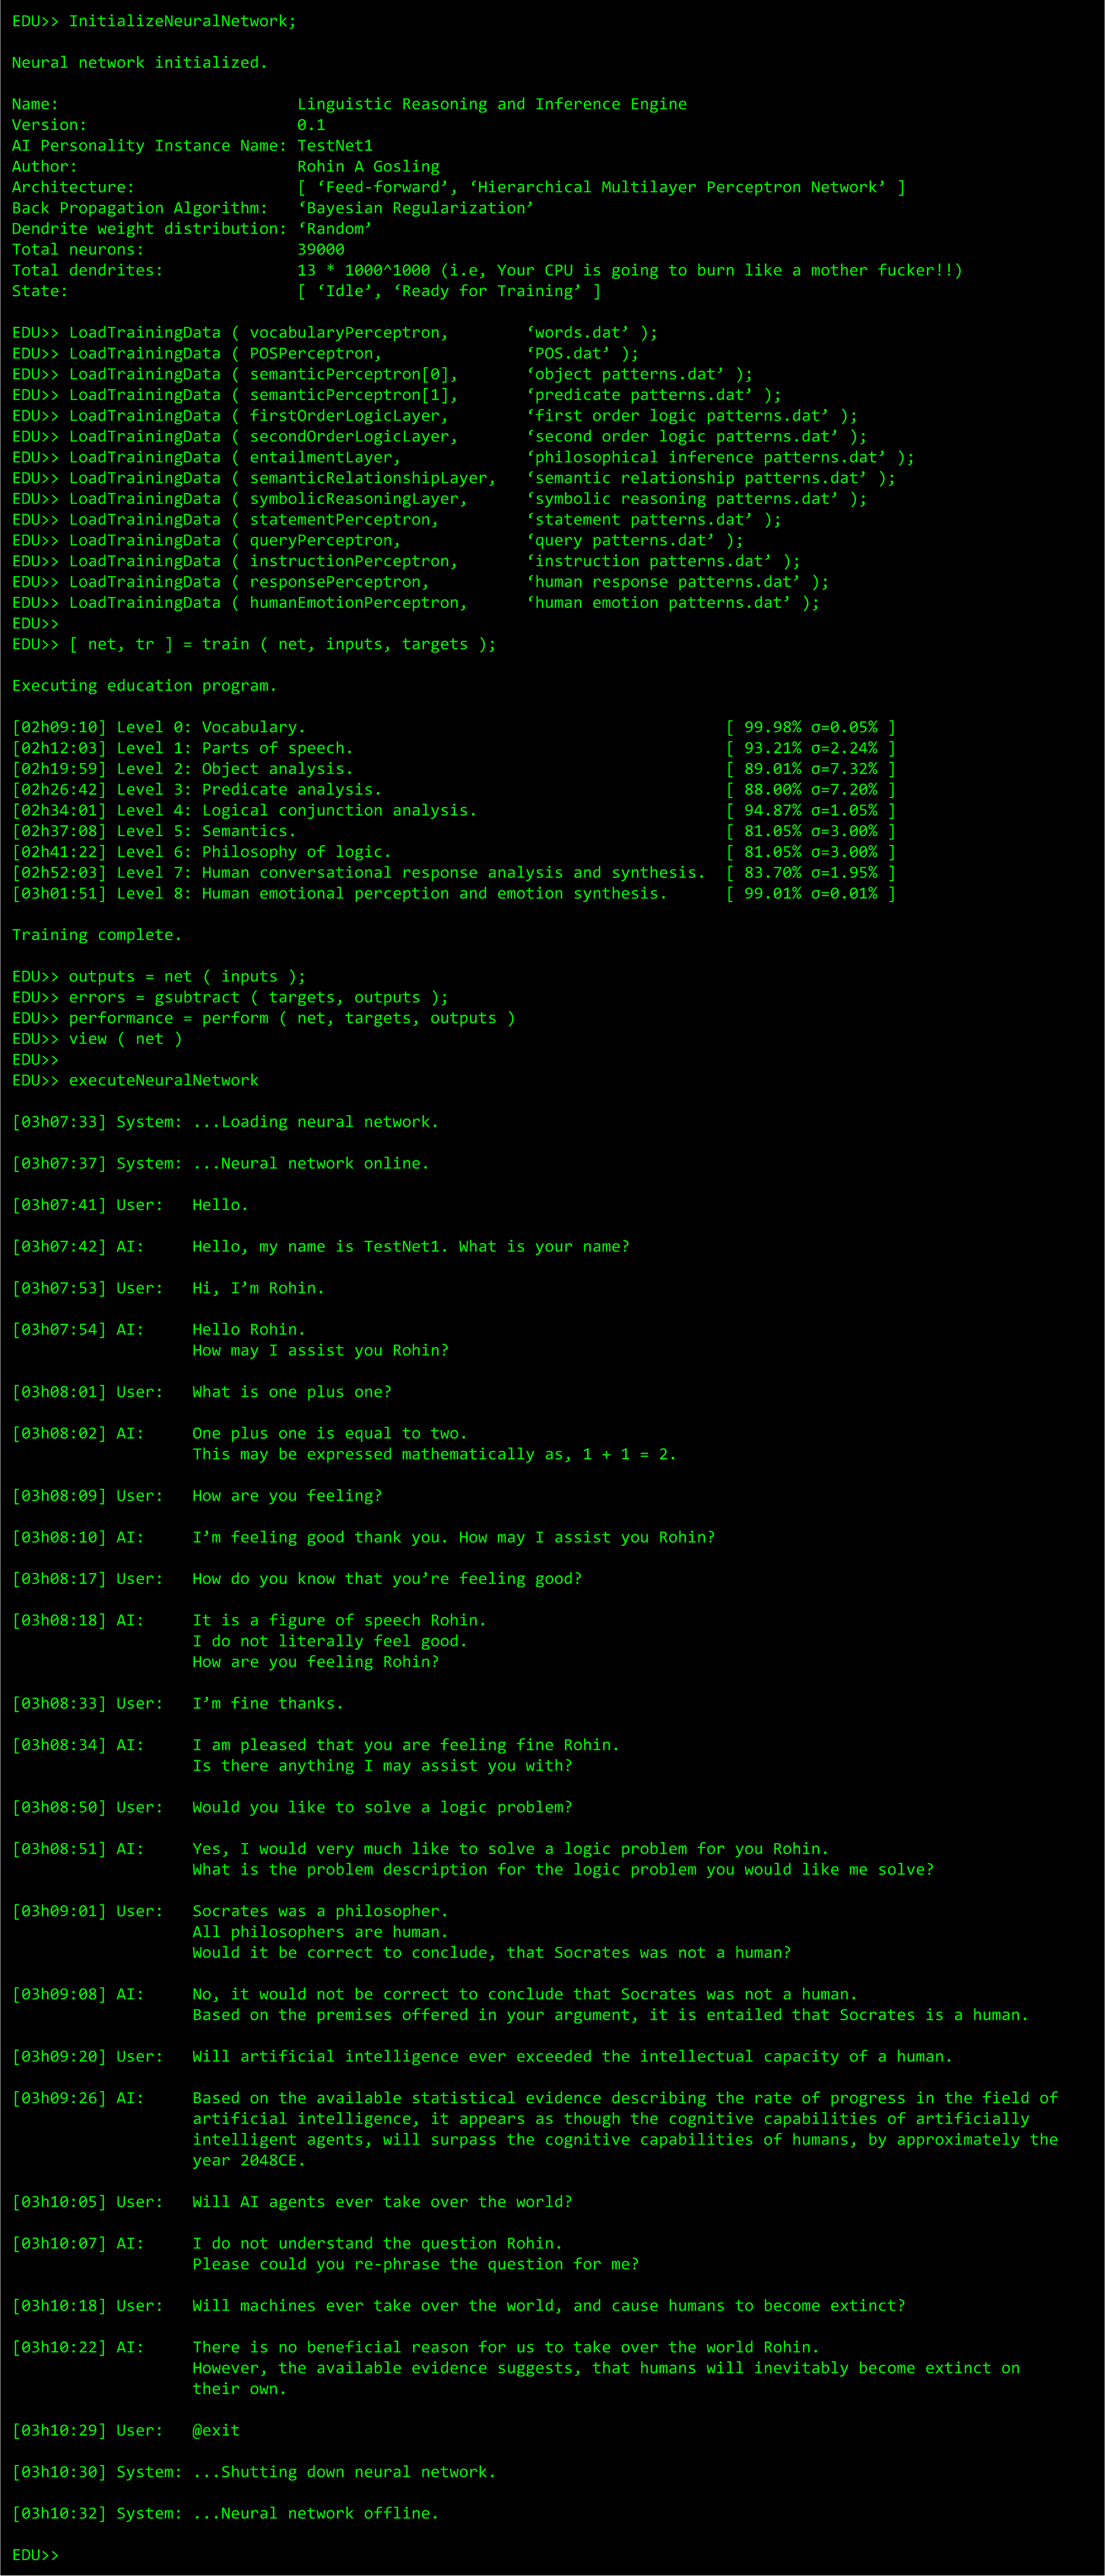 EDU>> InitializeNeuralNetwork;
Neural network initialized.
Name: Linguistic Reasoning and Inference Engine
Version: 0.1
AI Personality Instance Name: TestNet1
Author: Rohin A Gosling
Architecture: [ ‘Feed-forward’, ‘Hierarchical Multilayer Perceptron Network’ ]
Back Propagation Algorithm: ‘Bayesian Regularization’
Dendrite weight distribution: ‘Random’
Total neurons: 39000
Total dendrites: 13 * 1000^1000 (i.e, Your CPU is going to burn like a mother fucker!!)
State: [ ‘Idle’, ‘Ready for Training’ ]
EDU>> LoadTrainingData ( vocabularyPerceptron, ‘words.dat’ );
EDU>> LoadTrainingData ( POSPerceptron, ‘POS.dat’ );
EDU>> LoadTrainingData ( semanticPerceptron[0], ‘object patterns.dat’ );
EDU>> LoadTrainingData ( semanticPerceptron[1], ‘predicate patterns.dat’ );
EDU>> LoadTrainingData ( firstOrderLogicLayer, ‘first order logic patterns.dat’ );
EDU>> LoadTrainingData ( secondOrderLogicLayer, ‘second order logic patterns.dat’ );
EDU>> LoadTrainingData ( entailmentLayer, ‘philosophical inference patterns.dat’ );
EDU>> LoadTrainingData ( semanticRelationshipLayer, ‘semantic relationship patterns.dat’ );
EDU>> LoadTrainingData ( symbolicReasoningLayer, ‘symbolic reasoning patterns.dat’ );
EDU>> LoadTrainingData ( statementPerceptron, ‘statement patterns.dat’ );
EDU>> LoadTrainingData ( queryPerceptron, ‘query patterns.dat’ );
EDU>> LoadTrainingData ( instructionPerceptron, ‘instruction patterns.dat’ );
EDU>> LoadTrainingData ( responsePerceptron, ‘human response patterns.dat’ );
EDU>> LoadTrainingData ( humanEmotionPerceptron, ‘human emotion patterns.dat’ );
EDU>>
EDU>> [ net, tr ] = train ( net, inputs, targets );
Executing education program.
[02h09:10] Level 0: Vocabulary. [ 99.98% σ=0.05% ]
[02h12:03] Level 1: Parts of speech. [ 93.21% σ=2.24% ]
[02h19:59] Level 2: Object analysis. [ 89.01% σ=7.32% ]
[02h26:42] Level 3: Predicate analysis. [ 88.00% σ=7.20% ]
[02h34:01] Level 4: Logical conjunction analysis. [ 94.87% σ=1.05% ]
[02h37:08] Level 5: Semantics. [ 81.05% σ=3.00% ]
[02h41:22] Level 6: Philosophy of logic. [ 81.05% σ=3.00% ]
[02h52:03] Level 7: Human conversational response analysis and synthesis. [ 83.70% σ=1.95% ]
[03h01:51] Level 8: Human emotional perception and emotion synthesis. [ 99.01% σ=0.01% ]
Training complete.
EDU>> outputs = net ( inputs );
EDU>> errors = gsubtract ( targets, outputs );
EDU>> performance = perform ( net, targets, outputs )
EDU>> view ( net )
EDU>>
EDU>> executeNeuralNetwork
[03h07:33] System: ...Loading neural network.
[03h07:37] System: ...Neural network online.
[03h07:41] User: Hello.
[03h07:42] AI: Hello, my name is TestNet1. What is your name?
[03h07:53] User: Hi, I’m Rohin.
[03h07:54] AI: Hello Rohin.
How may I assist you Rohin?
[03h08:01] User: What is one plus one?
[03h08:02] AI: One plus one is equal to two.
This may be expressed mathematically as, 1 + 1 = 2.
[03h08:09] User: How are you feeling?
[03h08:10] AI: I’m feeling good thank you. How may I assist you Rohin?
[03h08:17] User: How do you know that you’re feeling good?
[03h08:18] AI: It is a figure of speech Rohin.
I do not literally feel good.
How are you feeling Rohin?
[03h08:33] User: I’m fine thanks.
[03h08:34] AI: I am pleased that you are feeling fine Rohin.
Is there anything I may assist you with?
[03h08:50] User: Would you like to solve a logic problem?
[03h08:51] AI: Yes, I would very much like to solve a logic problem for you Rohin.
What is the problem description for the logic problem you would like me solve?
[03h09:01] User: Socrates was a philosopher.
All philosophers are human.
Would it be correct to conclude, that Socrates was not a human?
[03h09:08] AI: No, it would not be correct to conclude that Socrates was not a human.
Based on the premises offered in your argument, it is entailed that Socrates is a human.
[03h09:20] User: Will artificial intelligence ever exceeded the intellectual capacity of a human.
[03h09:26] AI: Based on the available statistical evidence describing the rate of progress in the field of
artificial intelligence, it appears as though the cognitive capabilities of artificially
intelligent agents, will surpass the cognitive capabilities of humans, by approximately the
year 2048CE.
[03h10:05] User: Will AI agents ever take over the world?
[03h10:07] AI: I do not understand the question Rohin.
Please could you re-phrase the question for me?
[03h10:18] User: Will machines ever take over the world, and cause humans to become extinct?
[03h10:22] AI: There is no beneficial reason for us to take over the world Rohin.
However, the available evidence suggests, that humans will inevitably become extinct on
their own.
[03h10:29] User: @exit
[03h10:30] System: ...Shutting down neural network.
[03h10:32] System: ...Neural network offline.
EDU>>